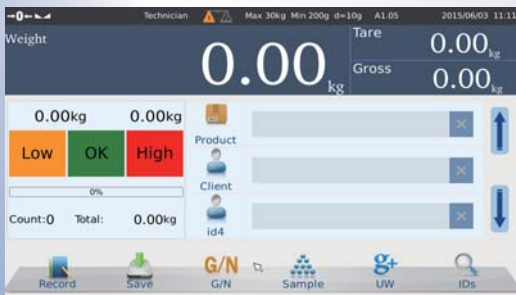 →0← Technician Max 30kg Min 200g d=10g A1.05 2015/06/03 11:11
Weight 0.00 kg
Tare 0.00 kg
Gross 0.00 kg
0.00kg 0.00kg
Low OK High
0%
Count:0 Total: 0.00kg
Product
Client
id4
Record Save G/N G/N Sample g+ UW IDs